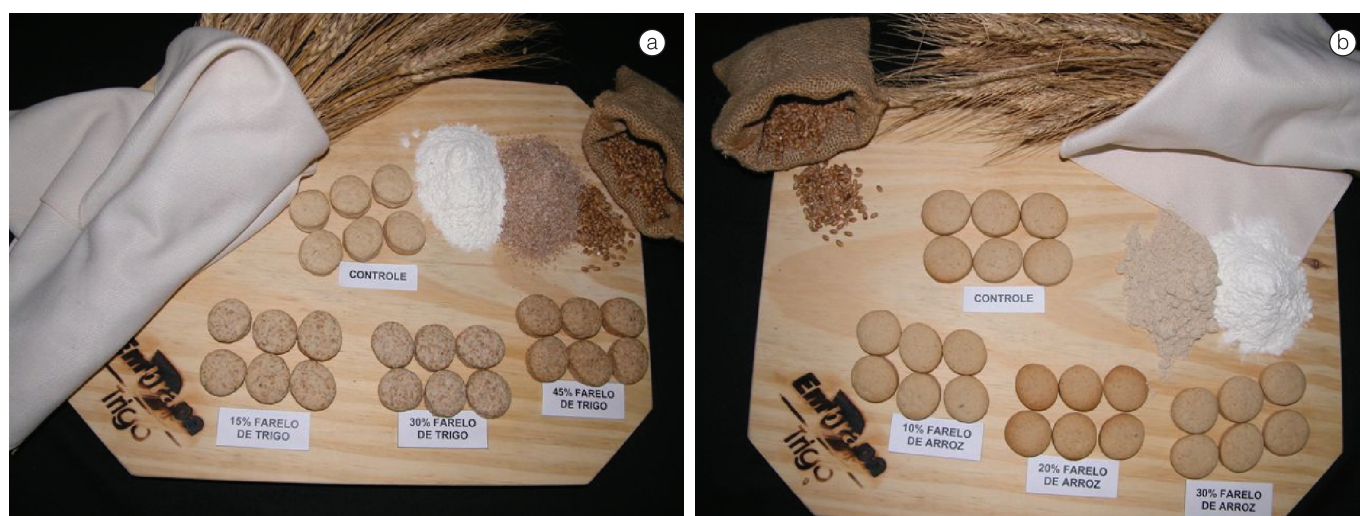 a
CONTROLE
15% FARELO
DE TRIGO
30% FARELO
DE TRIGO
45% FARELO
DE TRIGO
Embrapa
Trigo
b
CONTROLE
10% FARELO
DE ARROZ
20% FARELO
DE ARROZ
30% FARELO
DE ARROZ
Embrapa
Trigo